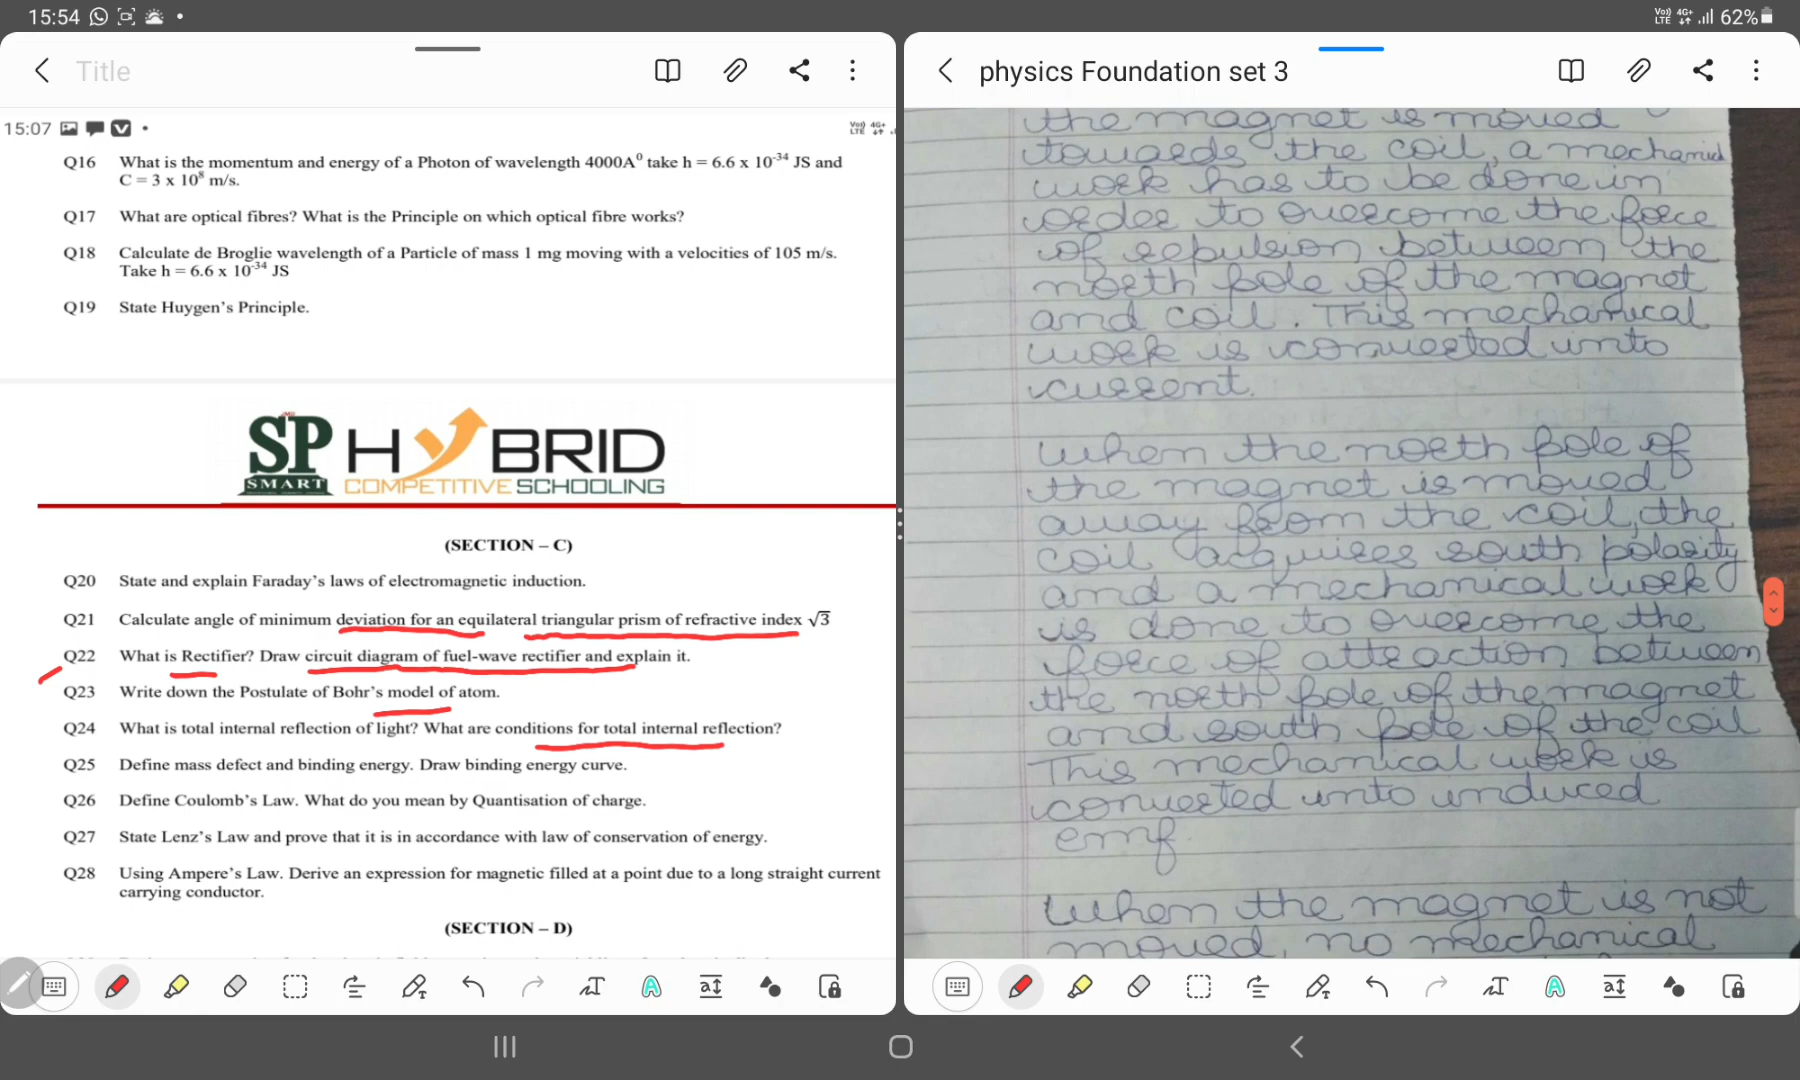 15:54
Vo)) LTE 4G+ 62%
Title
15:07
Vo)) LTE 4G+
Q16 What is the momentum and energy of a Photon of wavelength 4000A⁰ take h = 6.6 x 10⁻³⁴ JS and
C = 3 x 10⁸ m/s.
Q17 What are optical fibres? What is the Principle on which optical fibre works?
Q18 Calculate de Broglie wavelength of a Particle of mass 1 mg moving with a velocities of 105 m/s.
Take h = 6.6 x 10⁻³⁴ JS
Q19 State Huygen's Principle.
SP HYBRID
SMART COMPETITIVE SCHOOLING
(SECTION – C)
Q20 State and explain Faraday's laws of electromagnetic induction.
Q21 Calculate angle of minimum deviation for an equilateral triangular prism of refractive index √3
Q22 What is Rectifier? Draw circuit diagram of fuel-wave rectifier and explain it.
Q23 Write down the Postulate of Bohr's model of atom.
Q24 What is total internal reflection of light? What are conditions for total internal reflection?
Q25 Define mass defect and binding energy. Draw binding energy curve.
Q26 Define Coulomb's Law. What do you mean by Quantisation of charge.
Q27 State Lenz's Law and prove that it is in accordance with law of conservation of energy.
Q28 Using Ampere's Law. Derive an expression for magnetic filled at a point due to a long straight current
carrying conductor.
(SECTION – D)
physics Foundation set 3
the magnet is moved
towards the coil, a mechanical
work has to be done in
order to overcome the force
of repulsion between the
north pole of the magnet
and coil. This mechanical
work is converted into
current.
When the north pole of
the magnet is moved
away from the coil, the
coil acquires south polarity
and a mechanical work
is done to overcome the
force of attraction between
the north pole of the magnet
and south pole of the coil
This mechanical work is
converted into induced
emf
When the magnet is not
moved, no mechanical